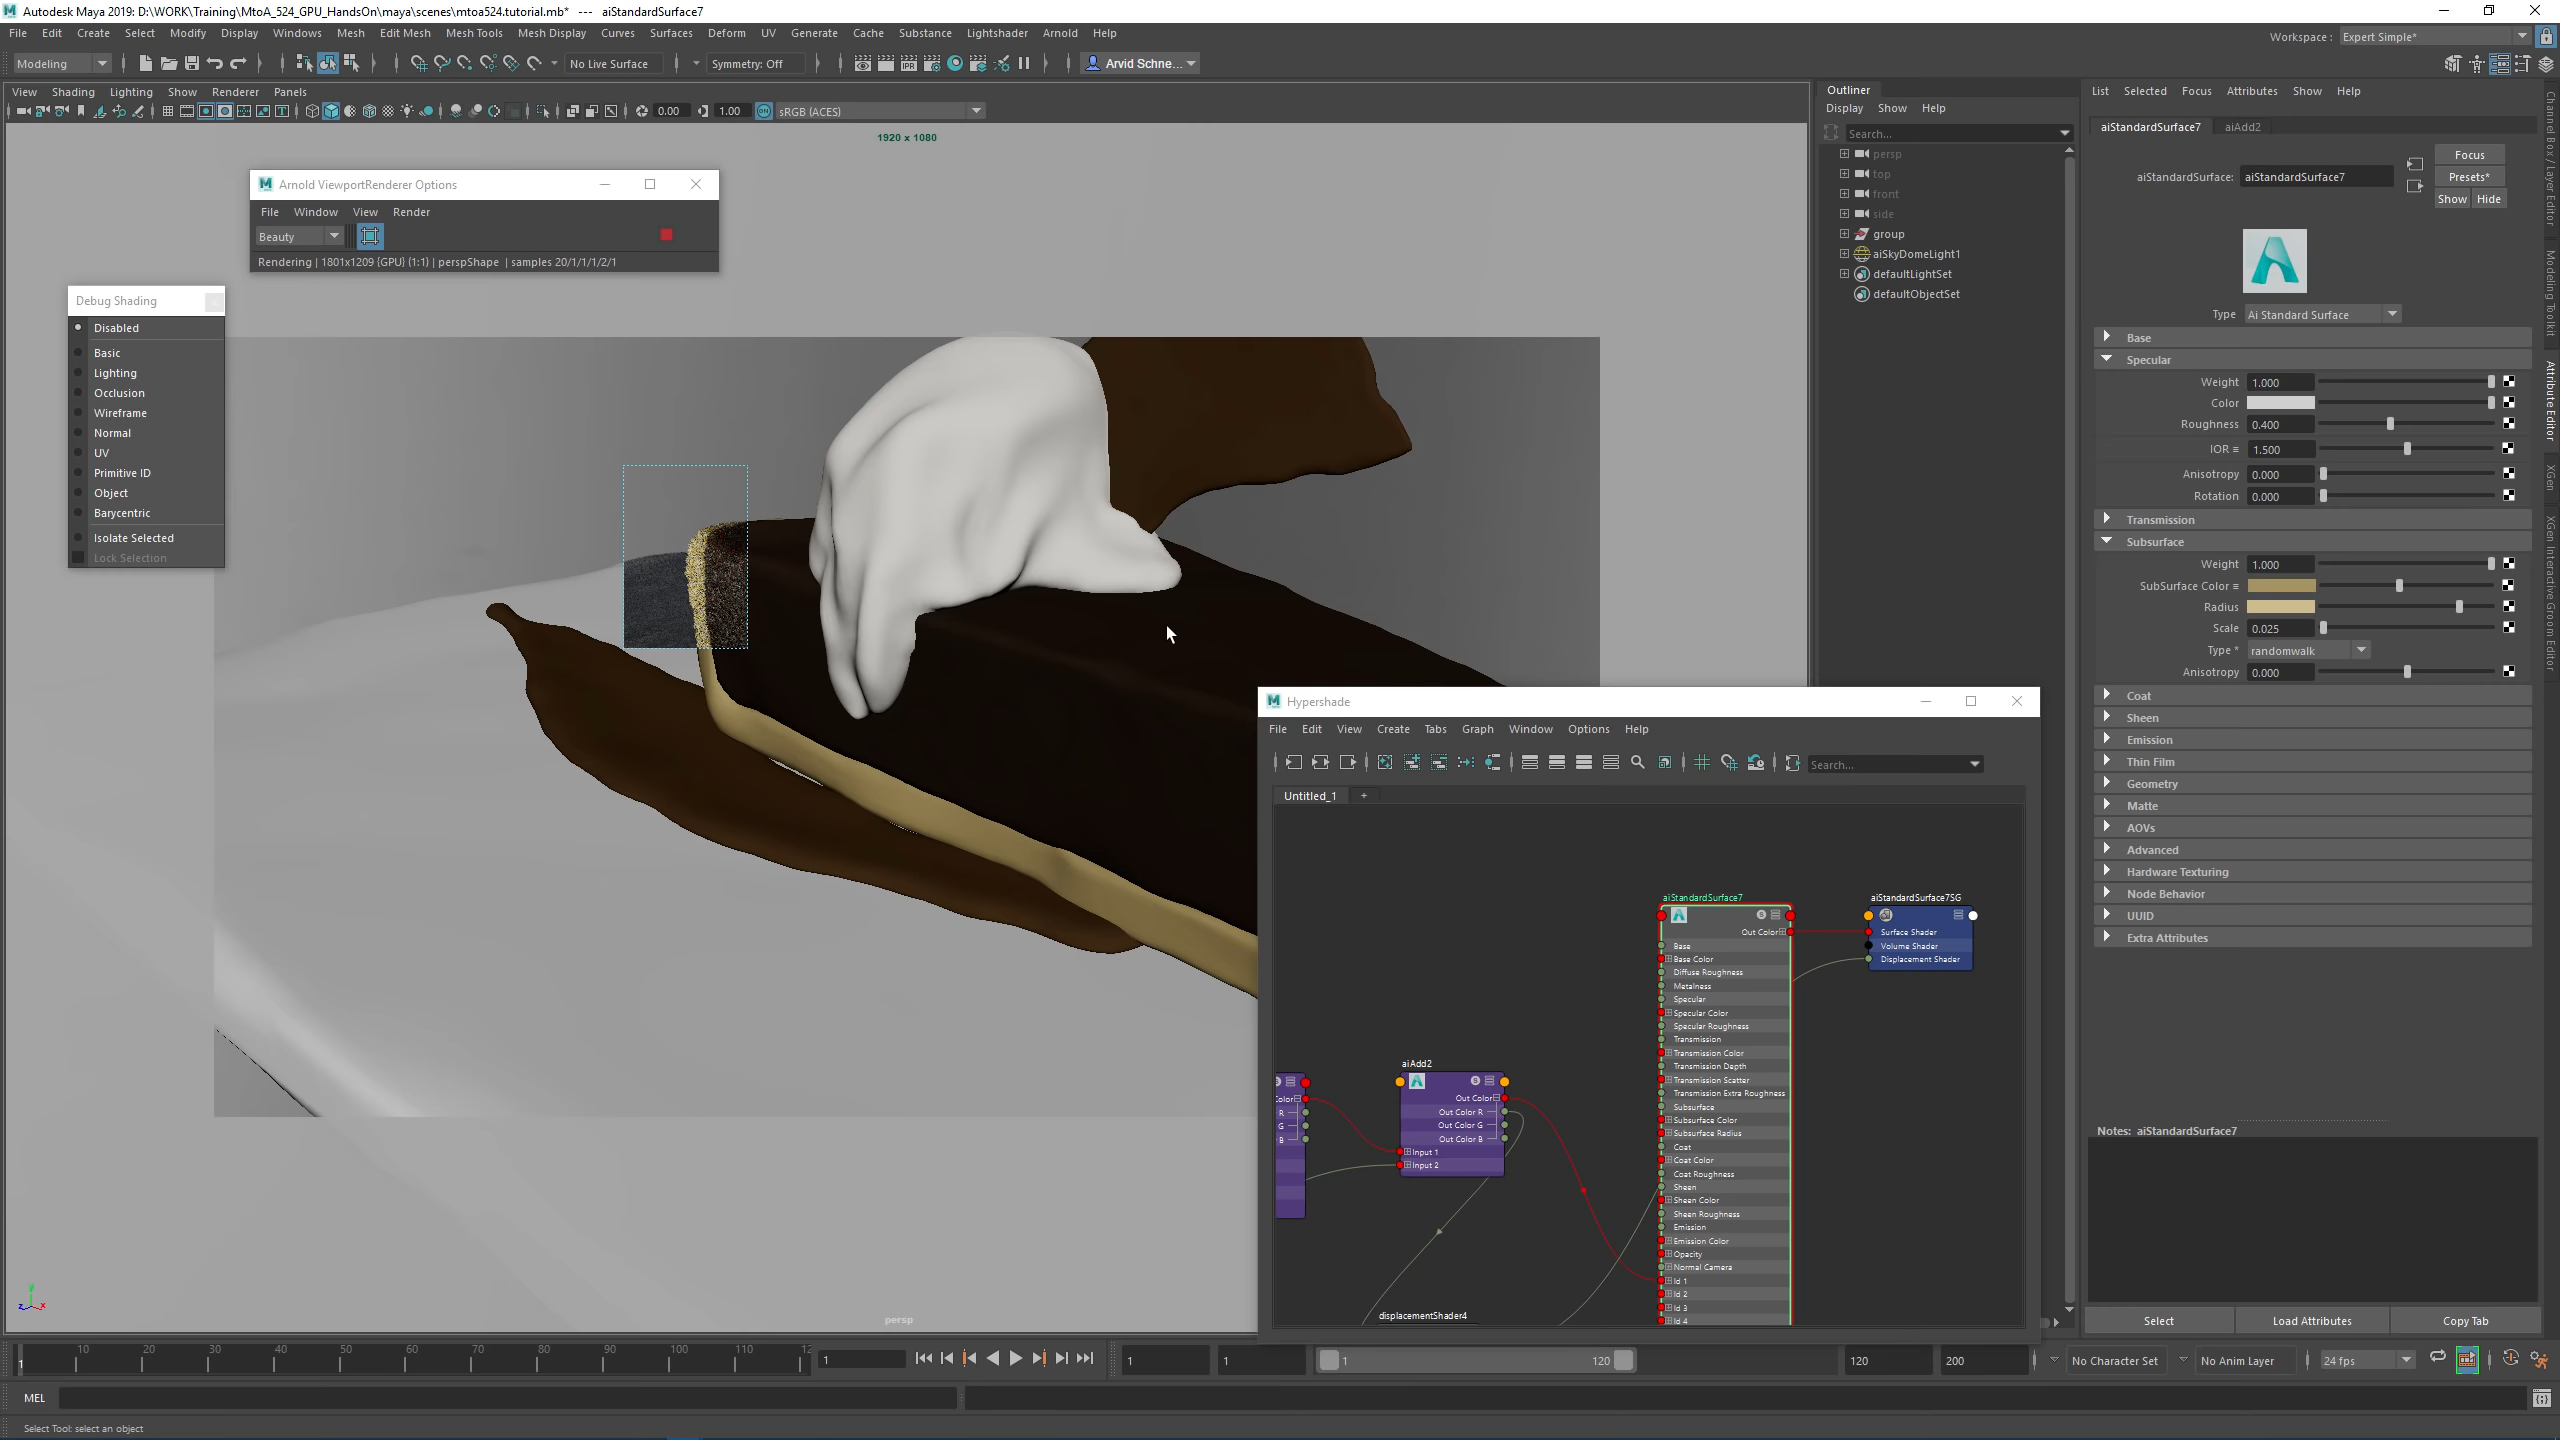 Autodesk Maya 2019: D:\WORK\Training\MtoA_524_GPU_HandsOn\maya\scenes\mtoa524.tutorial.mb* --- aiStandardSurface7
File Edit Create Select Modify Display Windows Mesh Edit Mesh Mesh Tools Mesh Display Curves Surfaces Deform UV Generate Cache Substance Lightshader Arnold Help
Workspace : Expert Simple*
Modeling No Live Surface Symmetry: Off Arvid Schne...
View Shading Lighting Show Renderer Panels
0.00 1.00 sRGB (ACES)
1920 x 1080
Arnold ViewportRenderer Options
File Window View Render
Beauty
Rendering | 1801x1209 {GPU} (1:1) | perspShape | samples 20/1/1/1/2/1
Debug Shading
Disabled
Basic
Lighting
Occlusion
Wireframe
Normal
UV
Primitive ID
Object
Barycentric
Isolate Selected
Lock Selection
persp
Outliner
Display Show Help
Search...
persp
top
front
side
group
aiSkyDomeLight1
defaultLightSet
defaultObjectSet
List Selected Focus Attributes Show Help
aiStandardSurface7 aiAdd2
Focus
aiStandardSurface: aiStandardSurface7 Presets*
Show Hide
Type Ai Standard Surface
Base
Specular
Weight 1.000
Color
Roughness 0.400
IOR = 1.500
Anisotropy 0.000
Rotation 0.000
Transmission
Subsurface
Weight 1.000
SubSurface Color =
Radius
Scale 0.025
Type * randomwalk
Anisotropy 0.000
Coat
Sheen
Emission
Thin Film
Geometry
Matte
AOVs
Advanced
Hardware Texturing
Node Behavior
UUID
Extra Attributes
Notes: aiStandardSurface7
Select Load Attributes Copy Tab
Channel Box / Layer Editor
Modeling Toolkit
Attribute Editor
XGen
XGen Interactive Groom Editor
Hypershade
File Edit View Create Tabs Graph Window Options Help
Search...
Untitled_1 +
aiStandardSurface7
Out Color
Base
Base Color
Diffuse Roughness
Metalness
Specular
Specular Color
Specular Roughness
Transmission
Transmission Color
Transmission Depth
Transmission Scatter
Transmission Extra Roughness
Subsurface
Subsurface Color
Subsurface Radius
Coat
Coat Color
Coat Roughness
Sheen
Sheen Color
Sheen Roughness
Emission
Emission Color
Opacity
Normal Camera
Id 1
Id 2
Id 3
Id 4
aiStandardSurface7SG
Surface Shader
Volume Shader
Displacement Shader
aiAdd2
Out Color
Out Color R
Out Color G
Out Color B
Input 1
Input 2
Color
R
G
B
displacementShader4
1 10 20 30 40 50 60 70 80 90 100 110 12
1 1 1 1 120 120 200 No Character Set No Anim Layer 24 fps
MEL
Select Tool: select an object